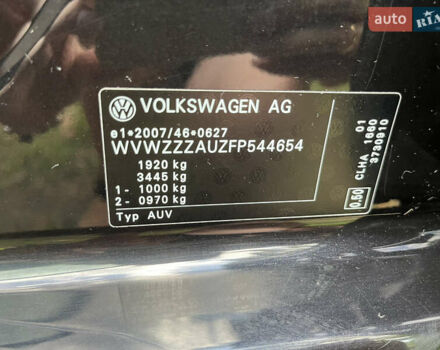 auto RIA
VOLKSWAGEN AG
e1*2007/46*0627
WVWZZZAUZFP544654
1920 kg
3445 kg
1 - 1000 kg
2 - 0970 kg
Typ AUV
01
CLHA 1660
3730910
0.50